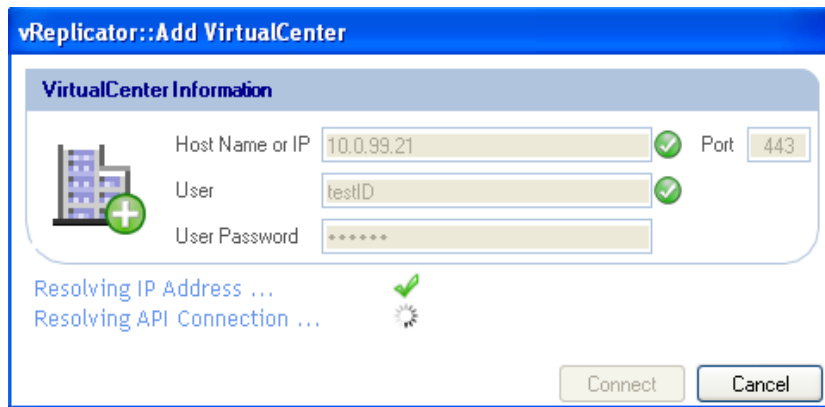 vReplicator::Add VirtualCenter
VirtualCenter Information
Host Name or IP 10.0.99.21 Port 443
User testID
User Password ••••••
Resolving IP Address ...
Resolving API Connection ...
Connect Cancel